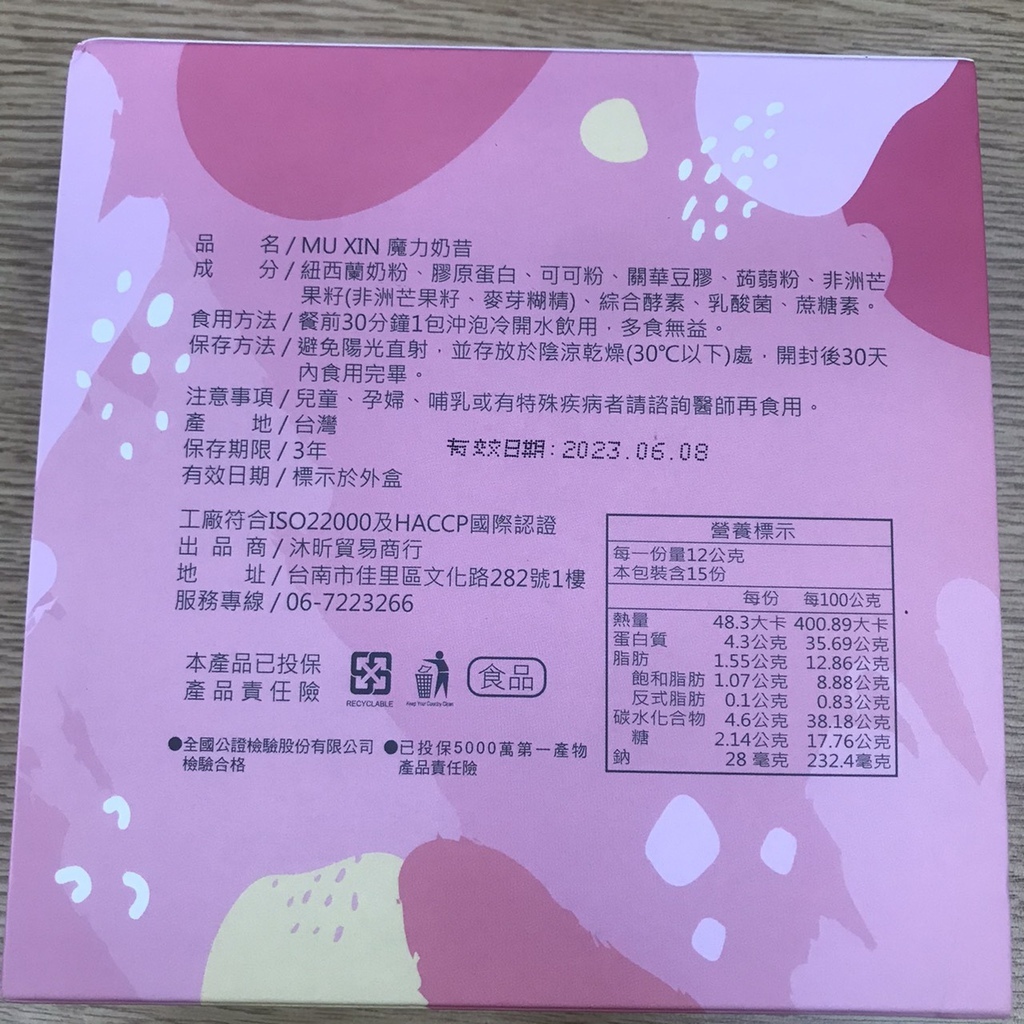 品　　名 / MU XIN 魔力奶昔
成　　分 / 紐西蘭奶粉、膠原蛋白、可可粉、關華豆膠、蒟蒻粉、非洲芒
果籽(非洲芒果籽、麥芽糊精)、綜合酵素、乳酸菌、蔗糖素。
食用方法 / 餐前30分鐘1包沖泡冷開水飲用，多食無益。
保存方法 / 避免陽光直射，並存放於陰涼乾燥(30℃以下)處，開封後30天
內食用完畢。
注意事項 / 兒童、孕婦、哺乳或有特殊疾病者請諮詢醫師再食用。
產　　地 / 台灣
保存期限 / 3年
有效日期:2023.06.08
有效日期 / 標示於外盒
工廠符合ISO22000及HACCP國際認證
出 品 商 / 沐昕貿易商行
地　　址 / 台南市佳里區文化路282號1樓
服務專線 / 06-7223266
本產品已投保
產品責任險
RECYCLABLE
Keep Your Country Clean
食品
●全國公證檢驗股份有限公司
檢驗合格
●已投保5000萬第一產物
產品責任險
營養標示
每一份量12公克
本包裝含15份
每份 每100公克
熱量 48.3大卡 400.89大卡
蛋白質 4.3公克 35.69公克
脂肪 1.55公克 12.86公克
飽和脂肪 1.07公克 8.88公克
反式脂肪 0.1公克 0.83公克
碳水化合物 4.6公克 38.18公克
糖 2.14公克 17.76公克
鈉 28 毫克 232.4毫克